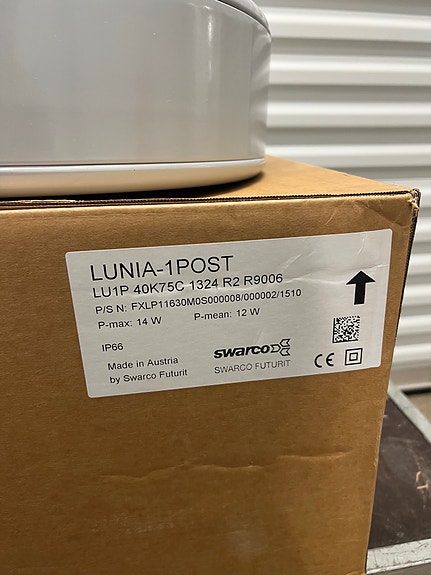 LUNIA-1POST
LU1P 40K75C 1324 R2 R9006
P/S N: FXLP11630M0S000008/000002/1510
P-max: 14 W P-mean: 12 W
IP66
Made in Austria
by Swarco Futurit
swarco
SWARCO FUTURIT
CE